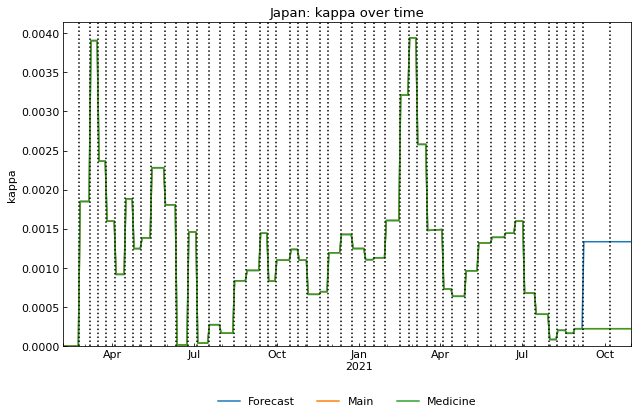 Japan: kappa over time
kappa
0.0040
0.0035
0.0030
0.0025
0.0020
0.0015
0.0010
0.0005
0.0000
Apr Jul Oct Jan Apr Jul Oct
2021
Forecast Main Medicine